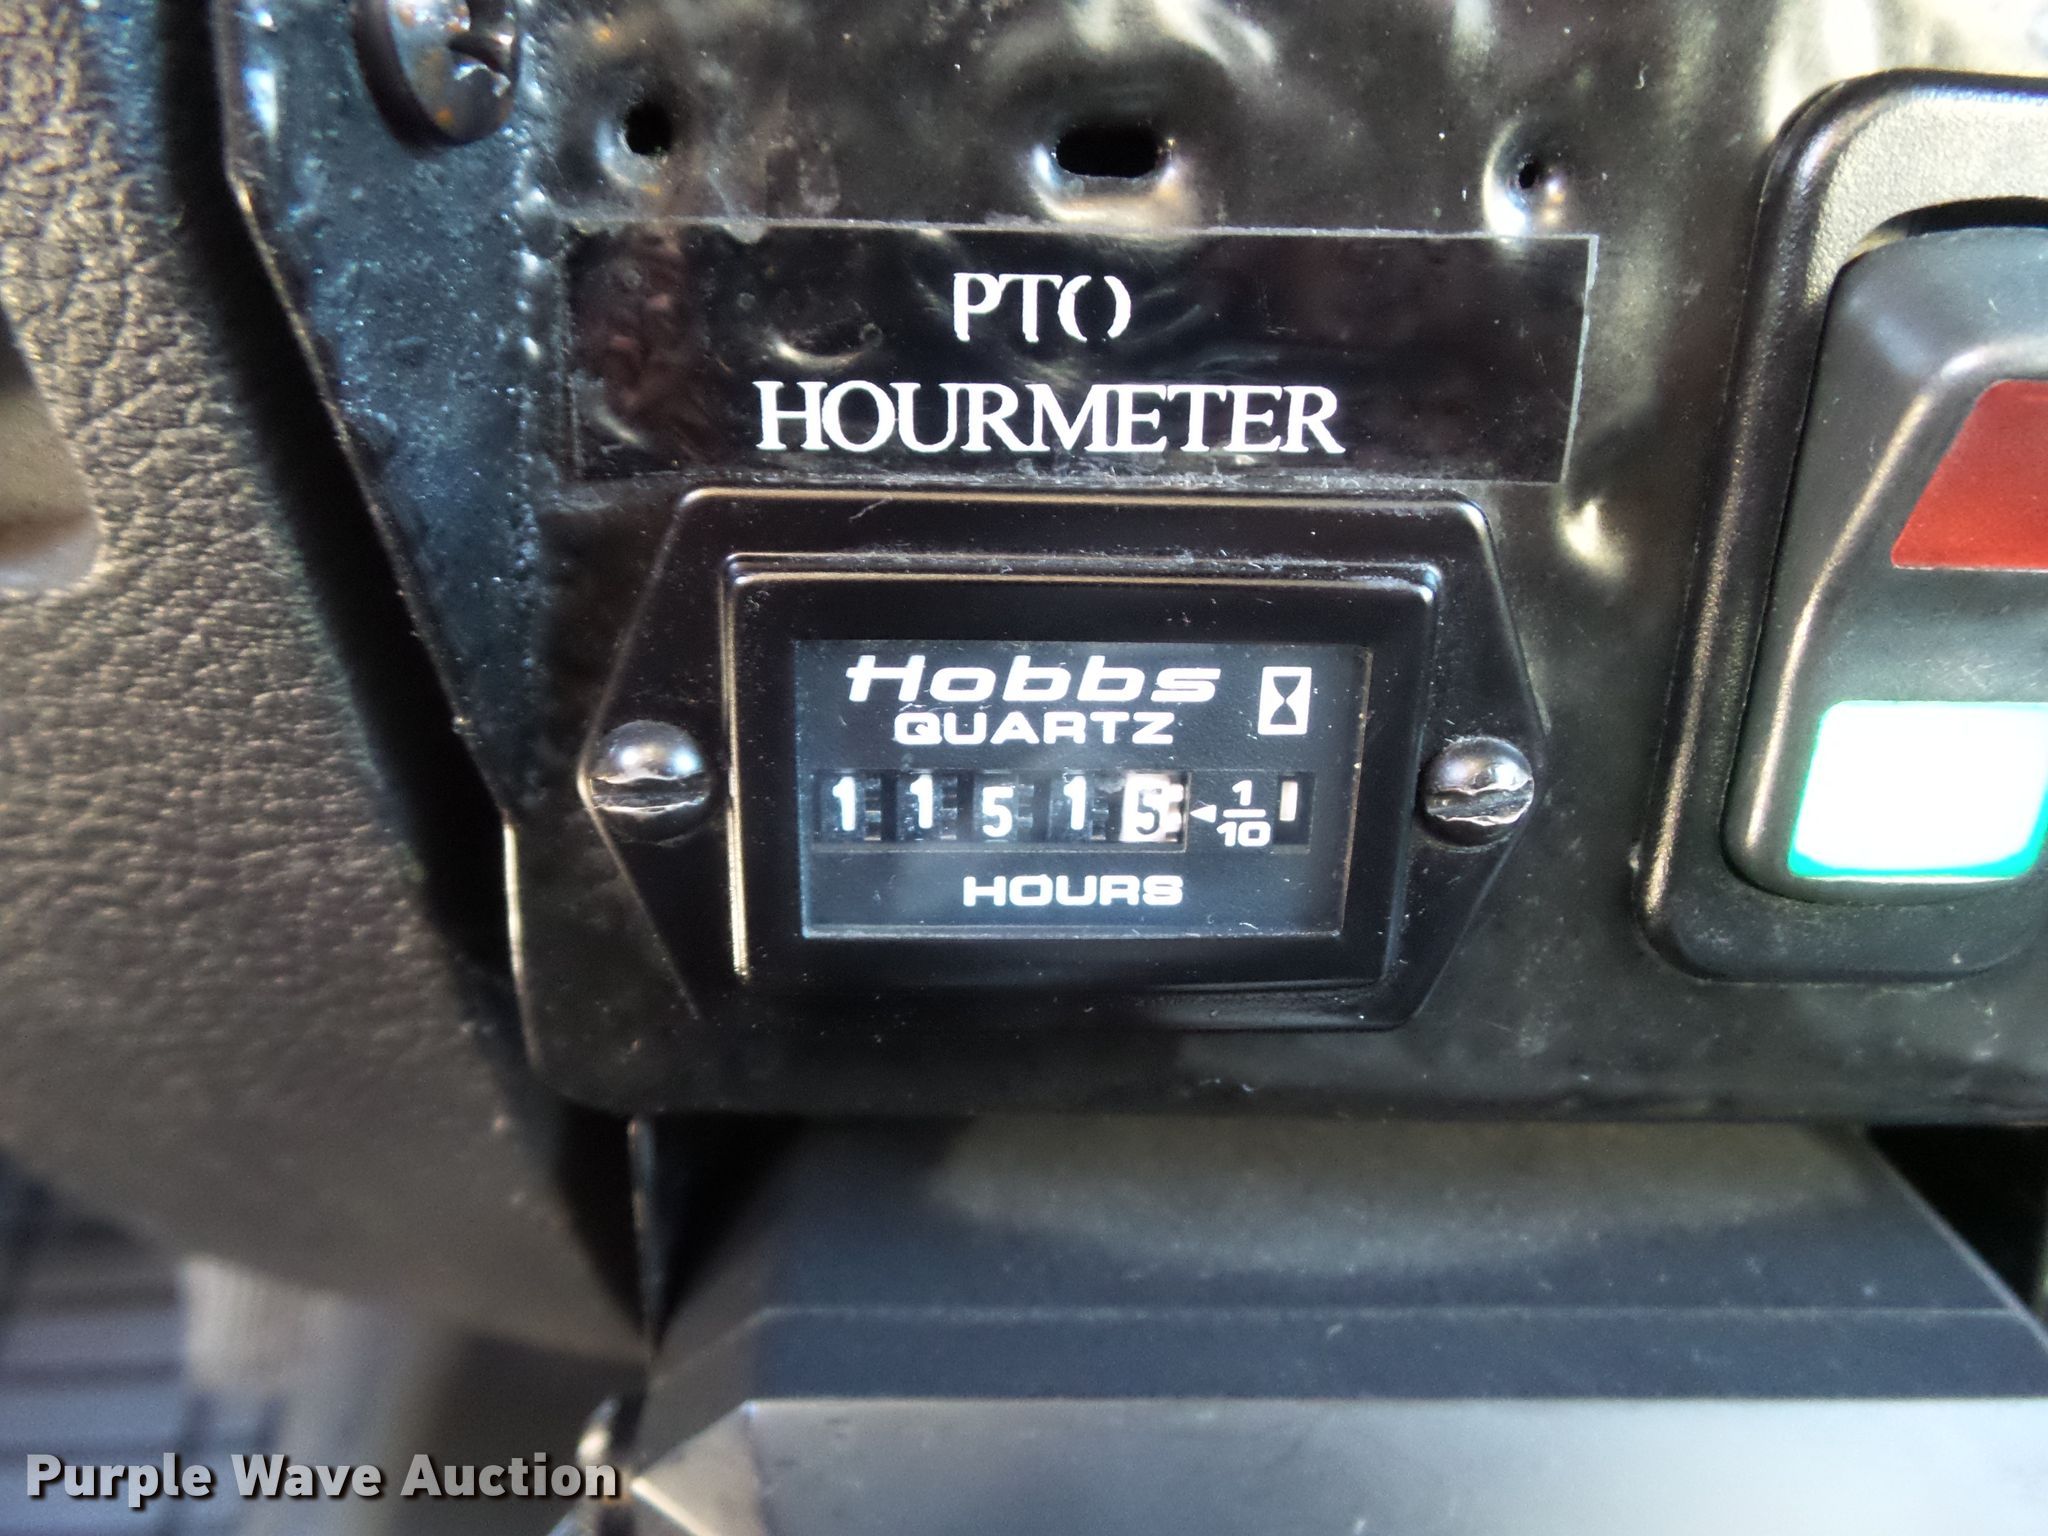 PTO
HOURMETER
Hobbs
QUARTZ
1 1 5 1 5 ◄ 1/10
HOURS
Purple Wave Auction